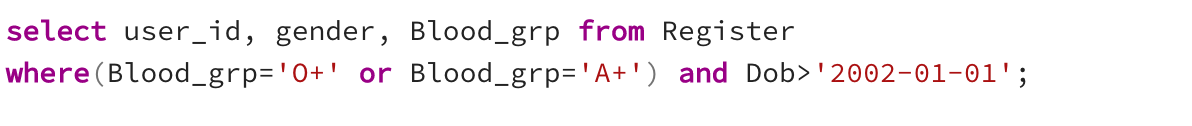 select user_id, gender, Blood_grp from Register
where(Blood_grp='O+' or Blood_grp='A+') and Dob>'2002-01-01';